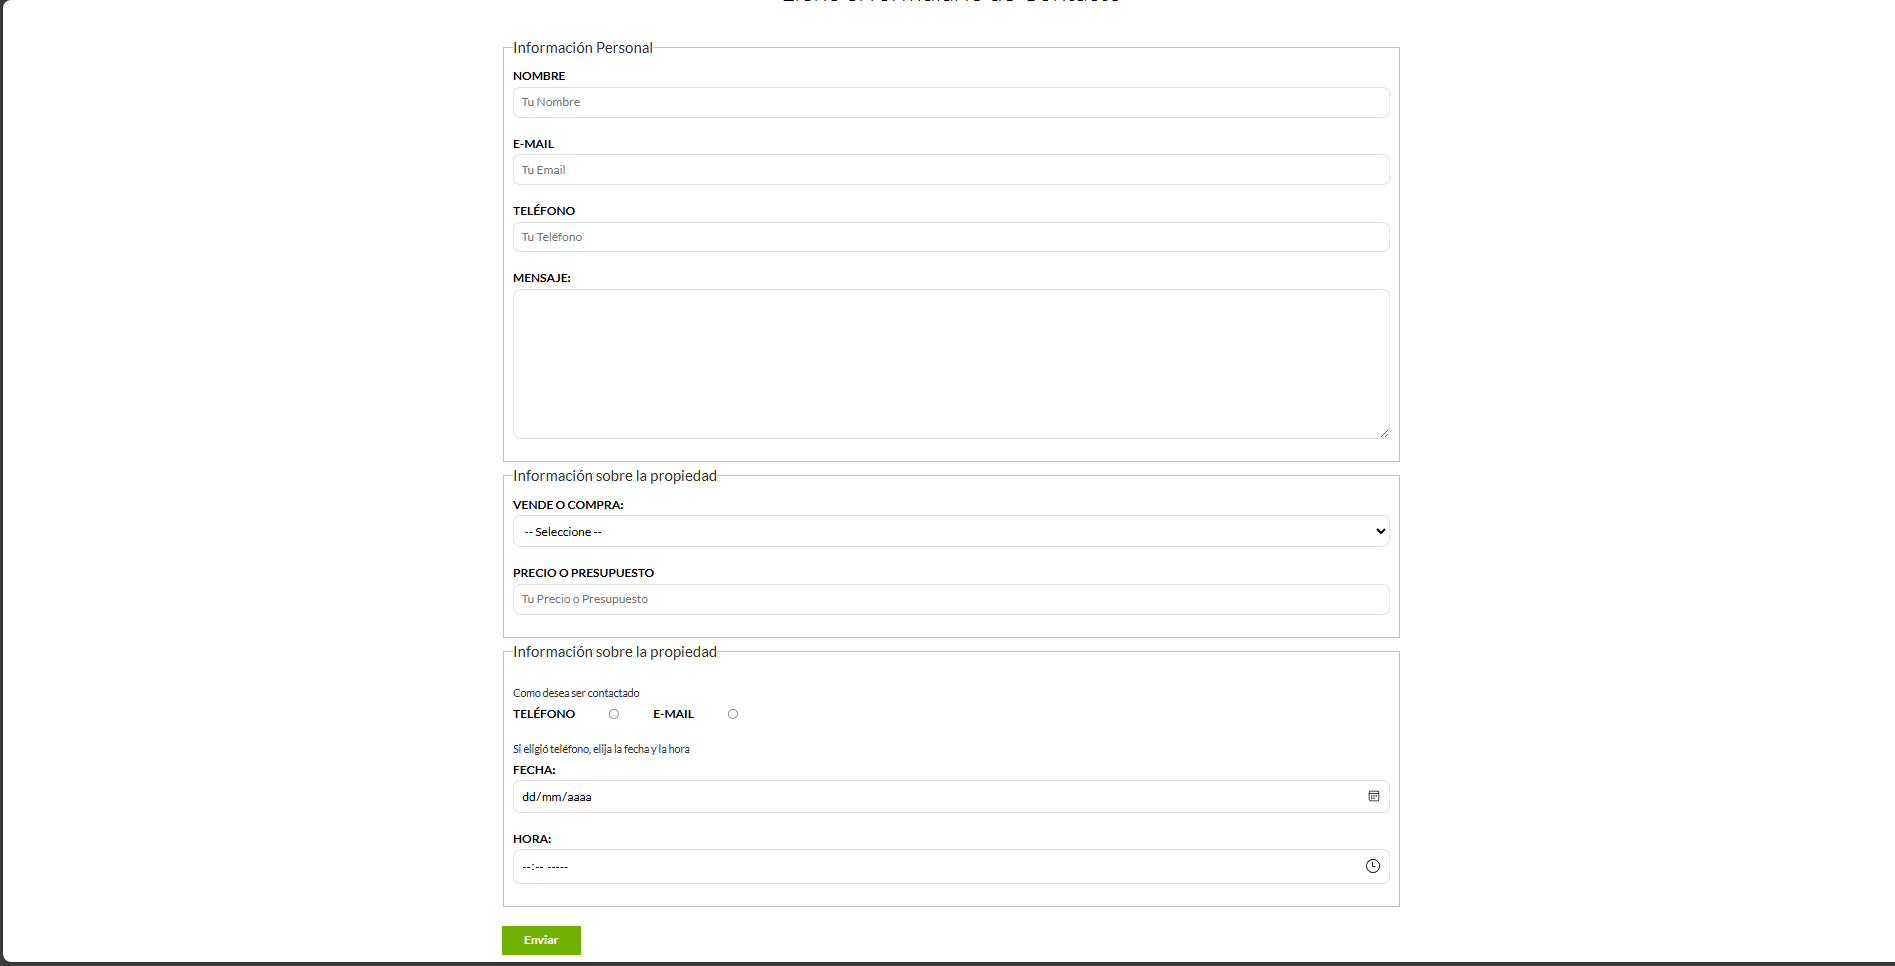 Información Personal
NOMBRE
Tu Nombre
E-MAIL
Tu Email
TELÉFONO
Tu Teléfono
MENSAJE:
Información sobre la propiedad
VENDE O COMPRA:
-- Seleccione --
PRECIO O PRESUPUESTO
Tu Precio o Presupuesto
Información sobre la propiedad
Como desea ser contactado
TELÉFONO E-MAIL
Si eligió teléfono, elija la fecha y la hora
FECHA:
dd/mm/aaaa
HORA:
--:-- -----
Enviar